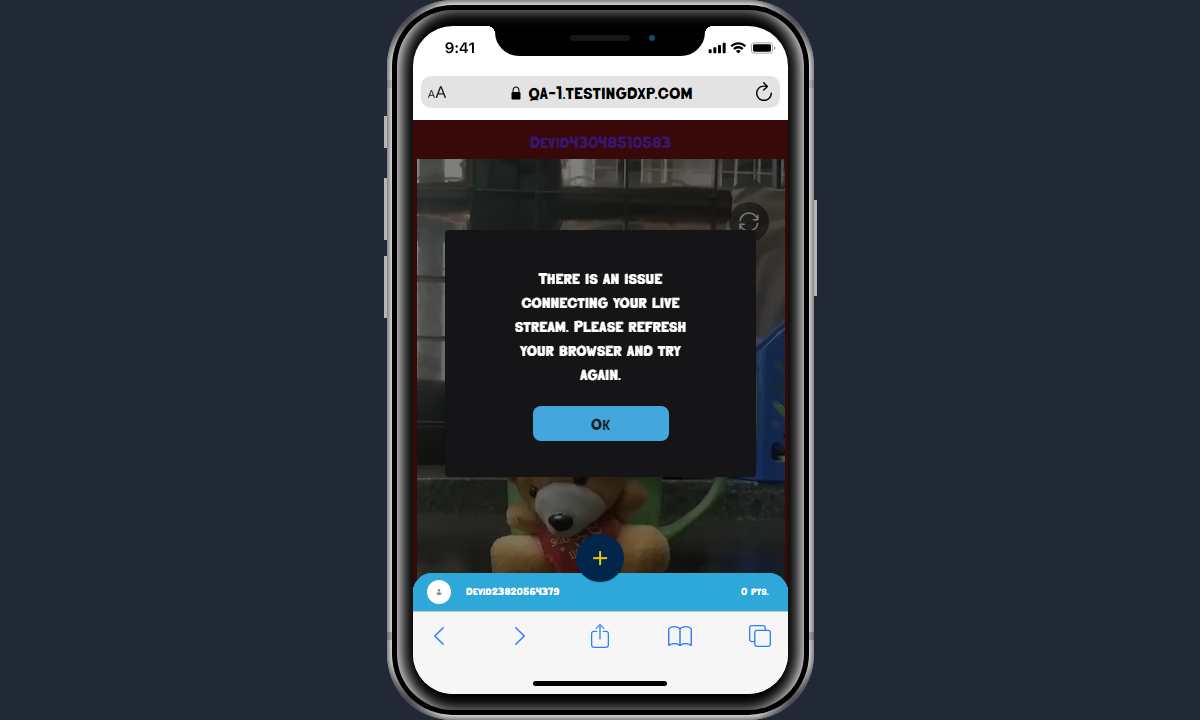 9:41
AA
QA-1.TESTINGDXP.COM
Devid43048510583
There is an issue
connecting your live
stream. Please refresh
your browser and try
again.
Ok
Devid23820564379
0 pts.